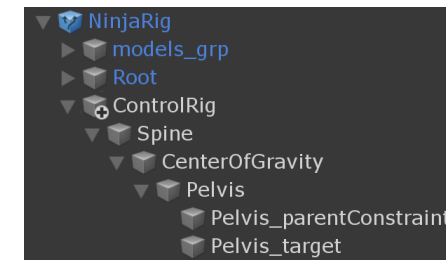 NinjaRig
models_grp
Root
ControlRig
Spine
CenterOfGravity
Pelvis
Pelvis_parentConstraint
Pelvis_target